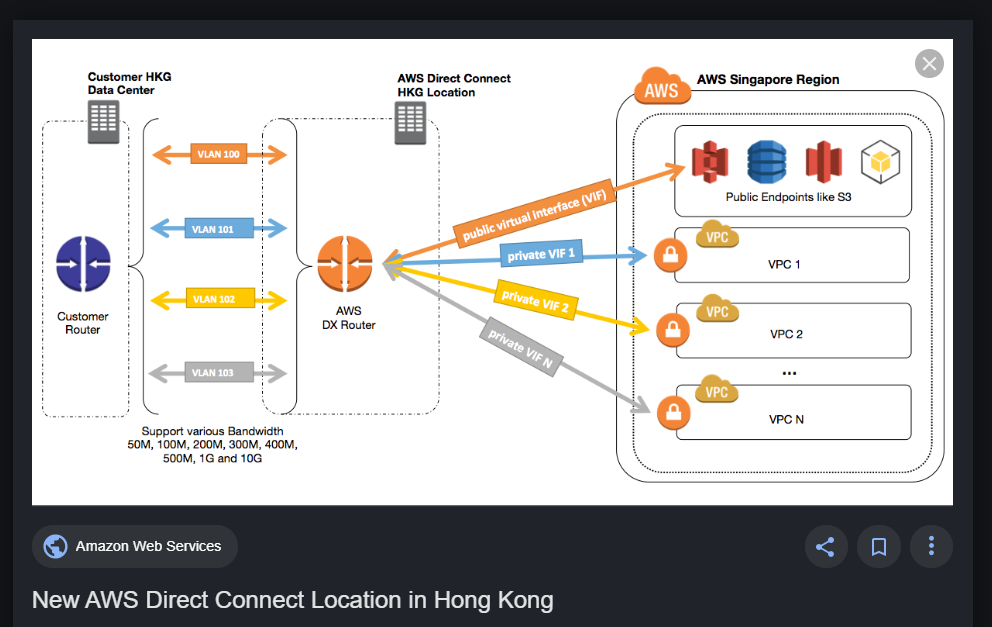 Customer HKG
Data Center
AWS Direct Connect
HKG Location
AWS
AWS Singapore Region
VLAN 100
VLAN 101
VLAN 102
VLAN 103
Customer
Router
AWS
DX Router
public virtual interface (VIF)
private VIF 1
private VIF 2
private VIF N
Public Endpoints like S3
VPC
VPC 1
VPC
VPC 2
...
VPC
VPC N
Support various Bandwidth
50M, 100M, 200M, 300M, 400M,
500M, 1G and 10G
Amazon Web Services
New AWS Direct Connect Location in Hong Kong